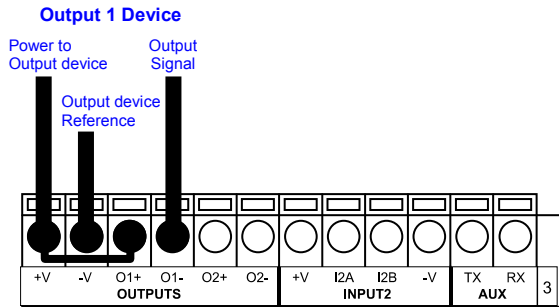 Output 1 Device
Power to
Output device
Output
Signal
Output device
Reference
+V -V O1+ O1- O2+ O2- +V I2A I2B -V TX RX
OUTPUTS INPUT2 AUX
3